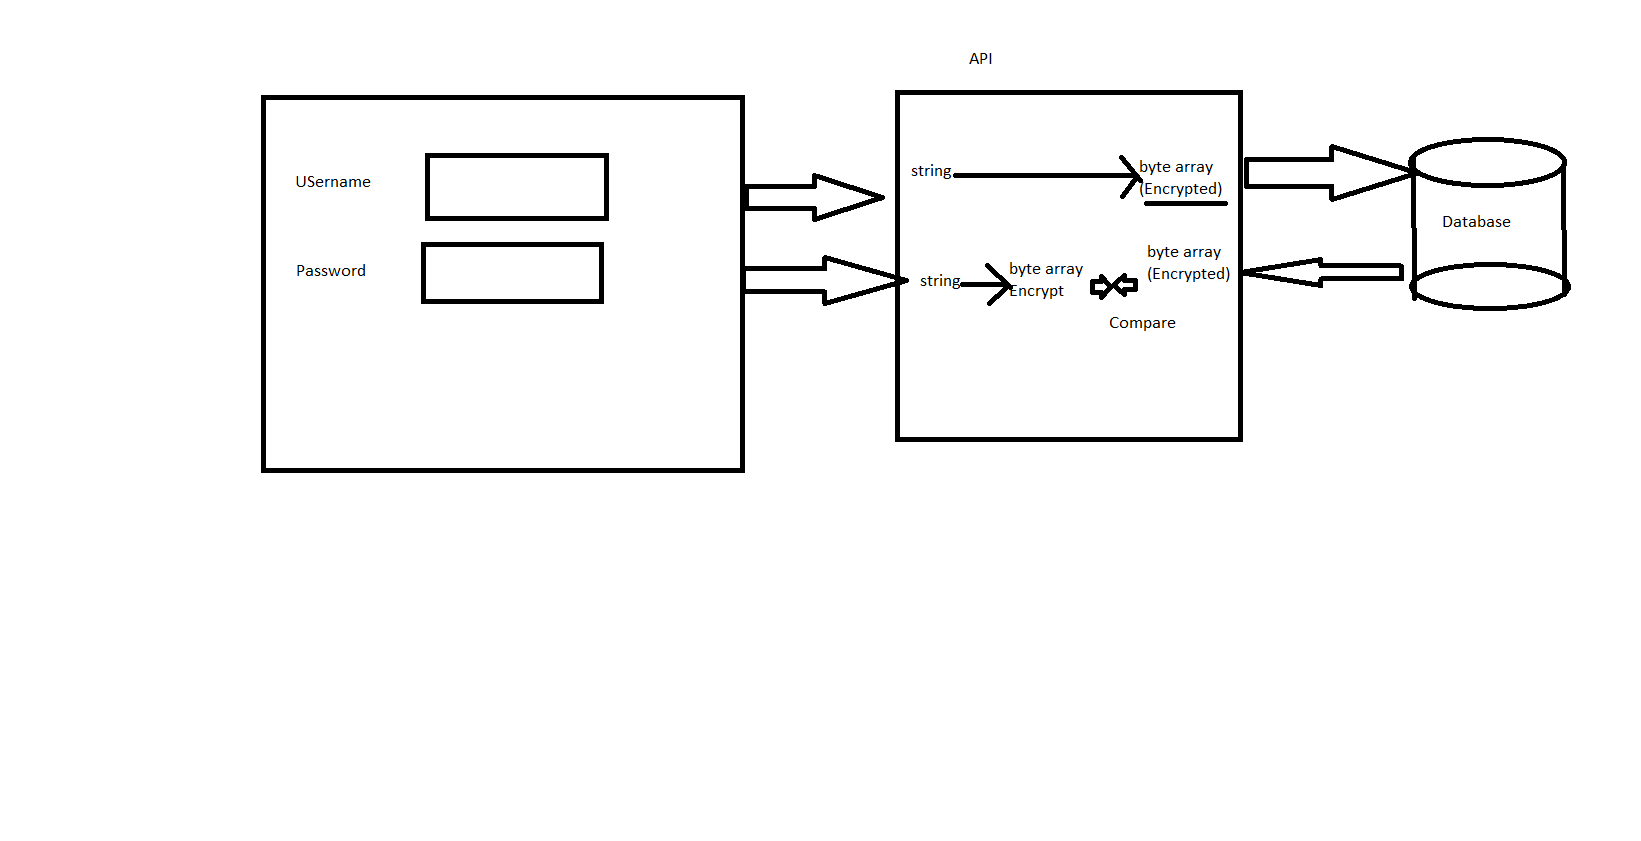 API
USername
string
byte array
(Encrypted)
Database
Password
string
byte array
Encrypt
byte array
(Encrypted)
Compare